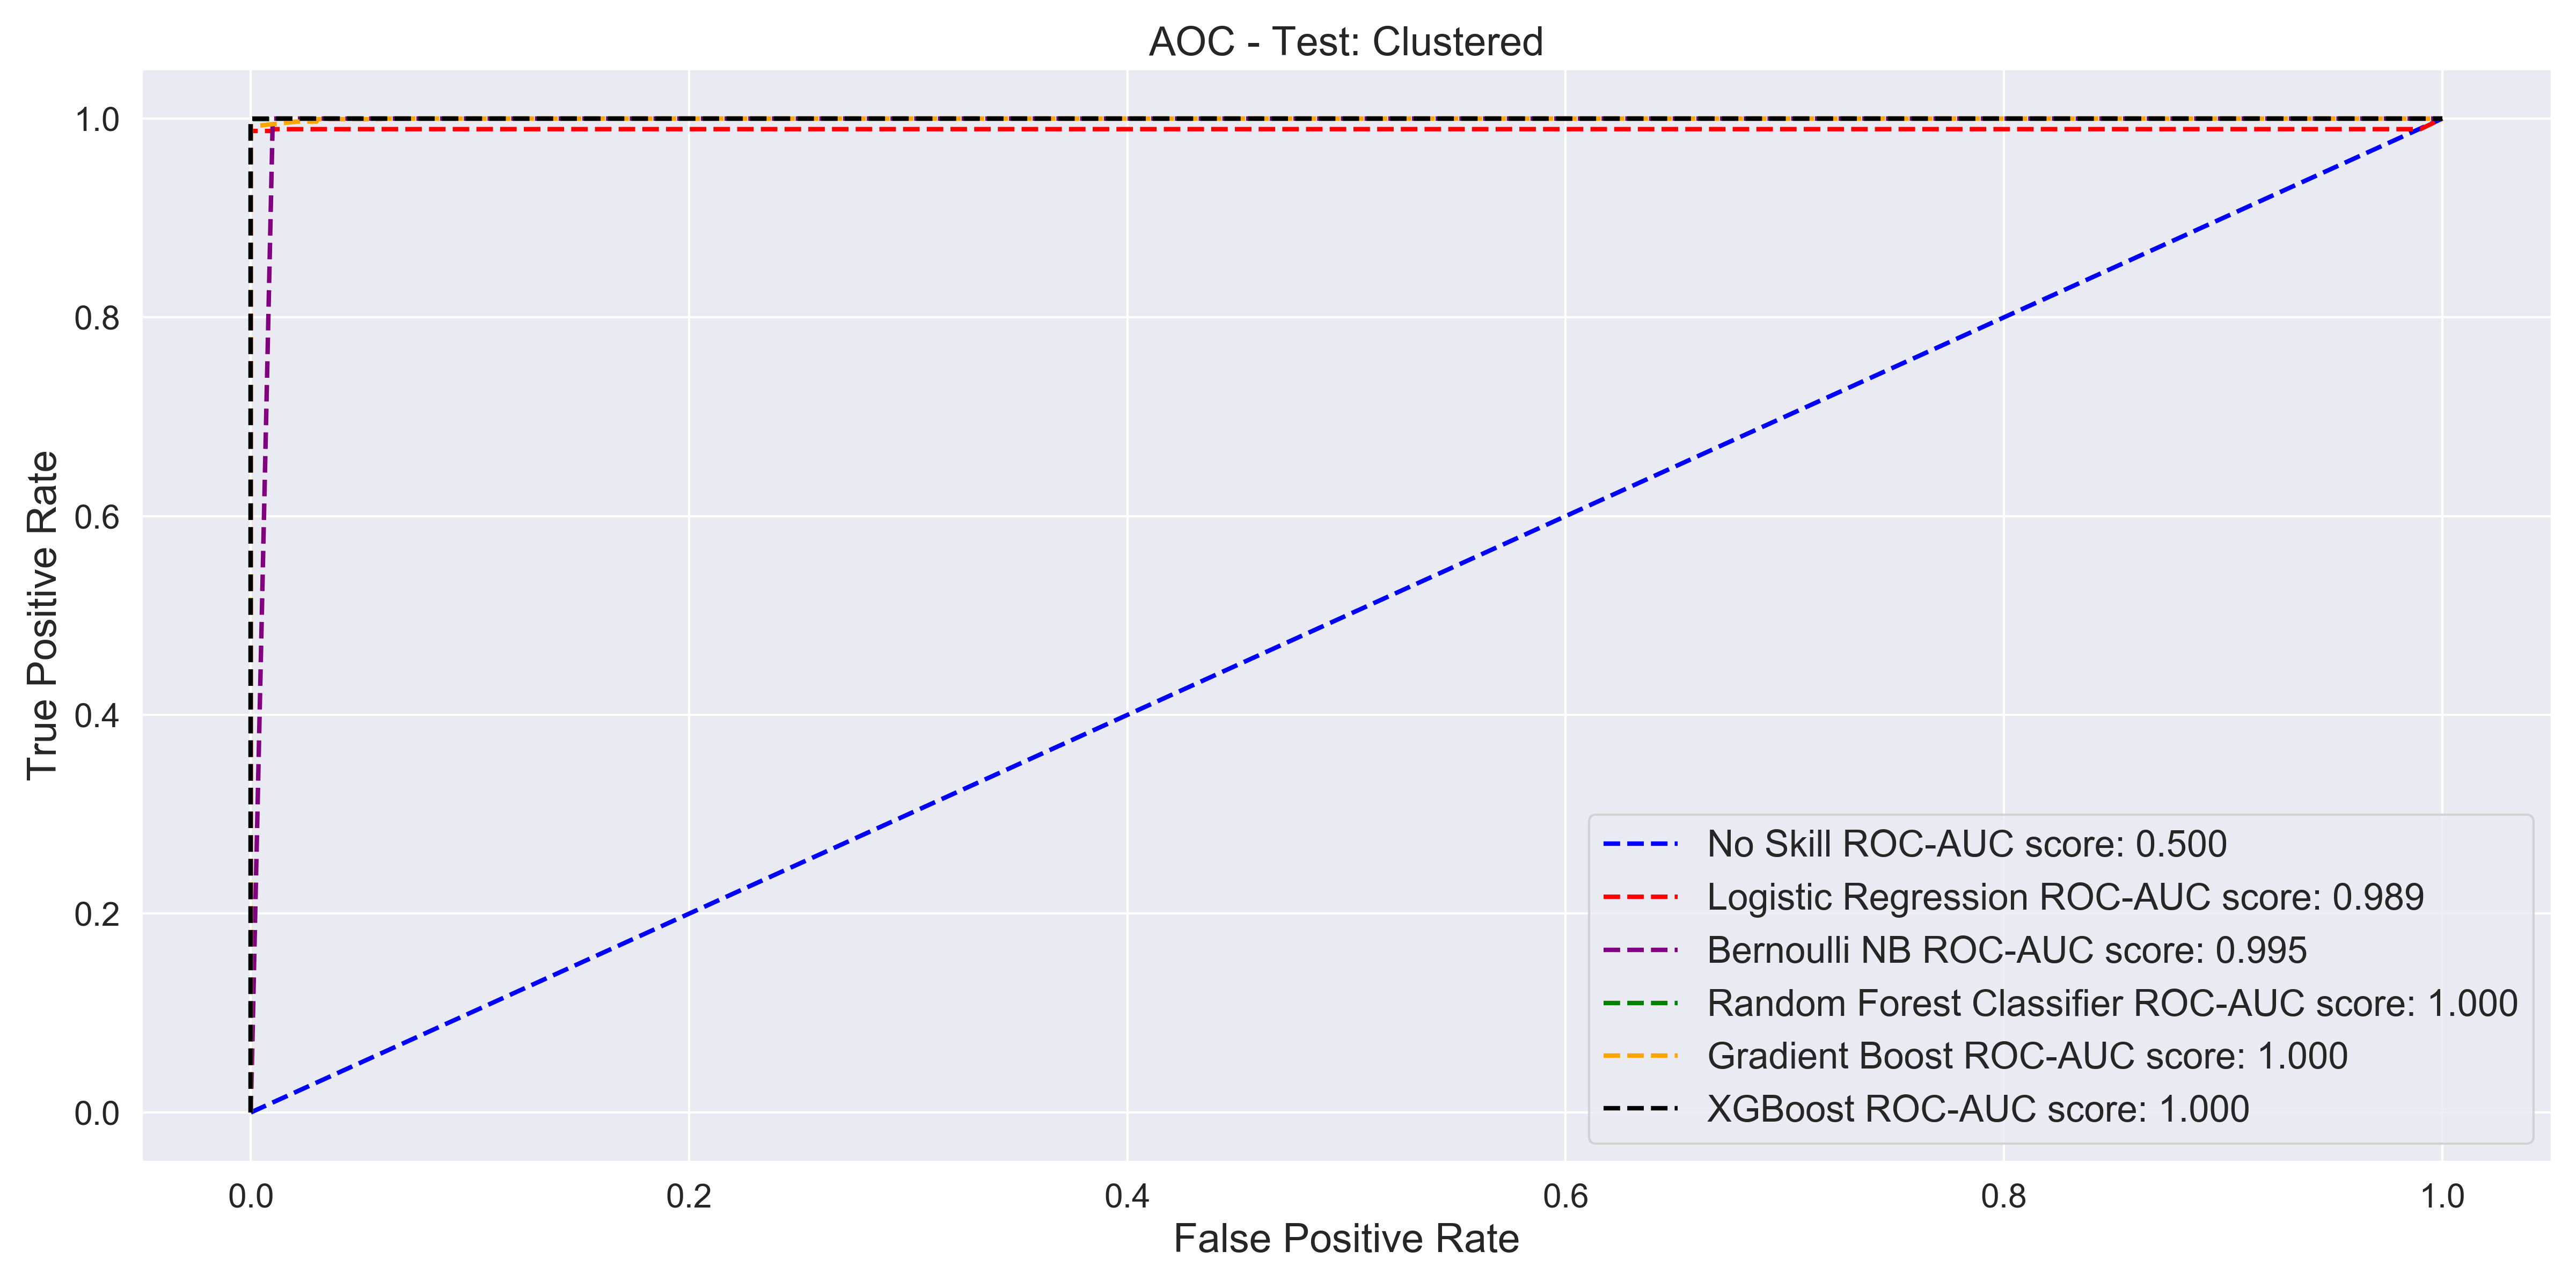 AOC - Test: Clustered
1.0
0.8
0.6
0.4
0.2
0.0
True Positive Rate
No Skill ROC-AUC score: 0.500
Logistic Regression ROC-AUC score: 0.989
Bernoulli NB ROC-AUC score: 0.995
Random Forest Classifier ROC-AUC score: 1.000
Gradient Boost ROC-AUC score: 1.000
XGBoost ROC-AUC score: 1.000
0.0 0.2 0.4 0.6 0.8 1.0
False Positive Rate